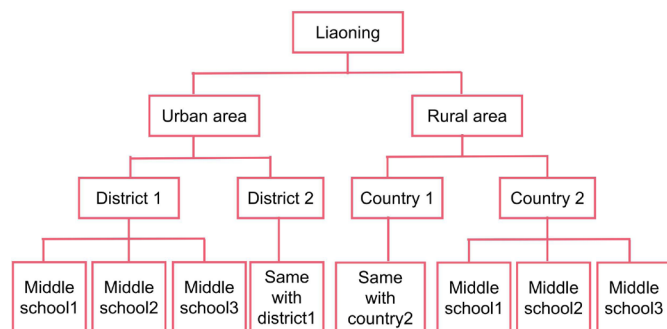 Liaoning
Urban area
Rural area
District 1
District 2
Country 1
Country 2
Middle
school1
Middle
school2
Middle
school3
Same
with
district1
Same
with
country2
Middle
school1
Middle
school2
Middle
school3